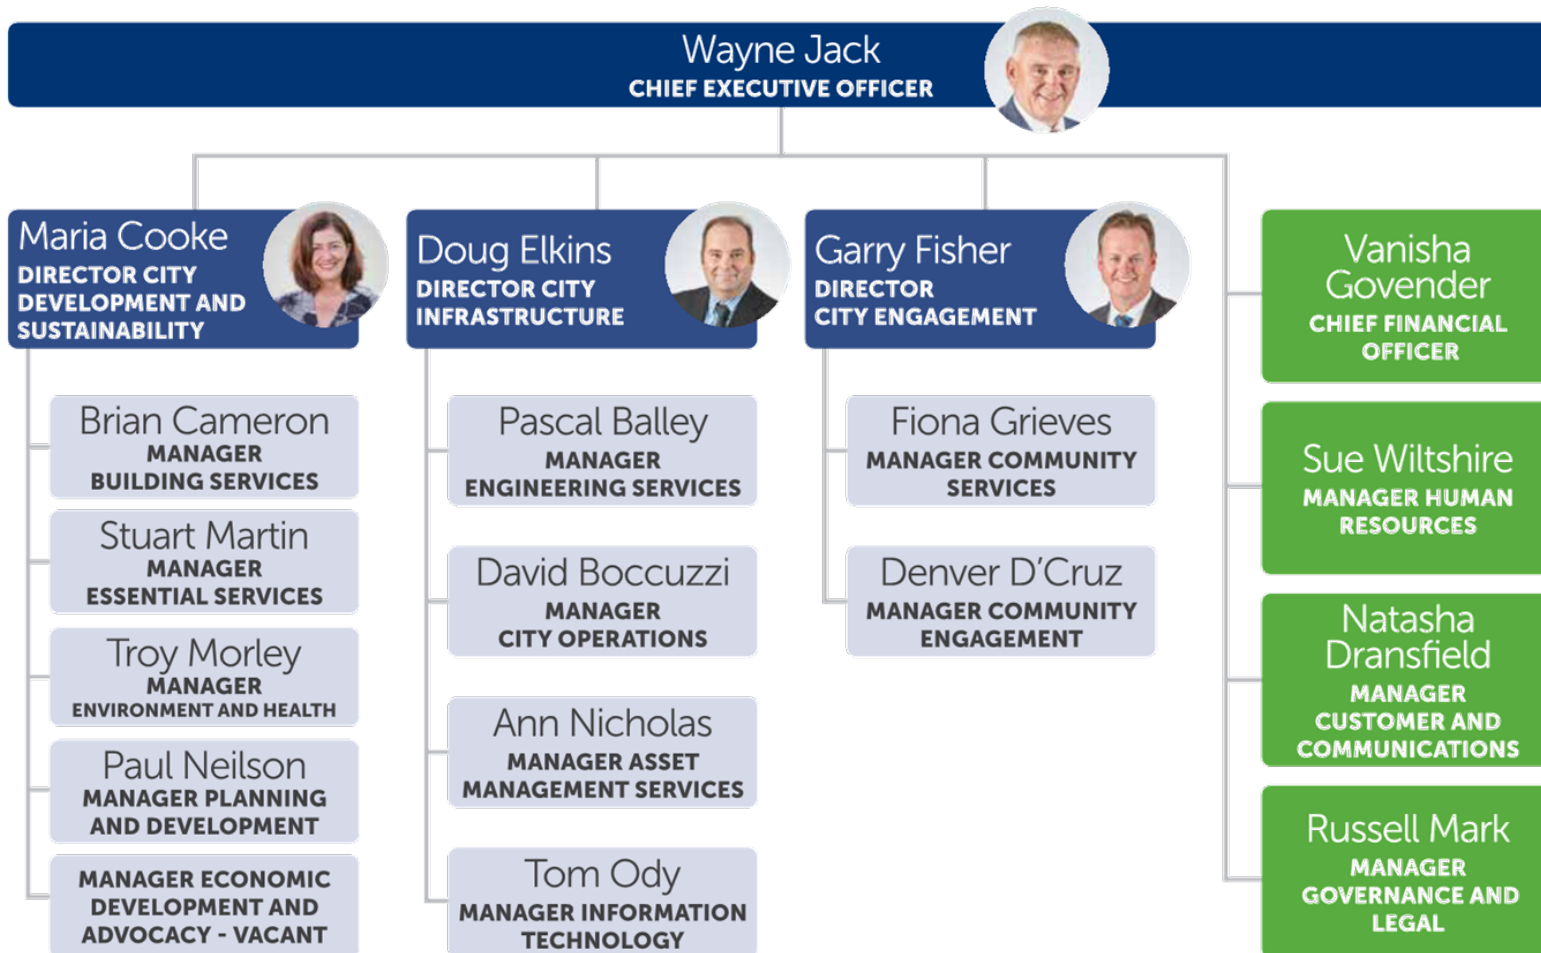 Wayne Jack
CHIEF EXECUTIVE OFFICER
Maria Cooke
DIRECTOR CITY
DEVELOPMENT AND
SUSTAINABILITY
Brian Cameron
MANAGER
BUILDING SERVICES
Stuart Martin
MANAGER
ESSENTIAL SERVICES
Troy Morley
MANAGER
ENVIRONMENT AND HEALTH
Paul Neilson
MANAGER PLANNING
AND DEVELOPMENT
MANAGER ECONOMIC
DEVELOPMENT AND
ADVOCACY - VACANT
Doug Elkins
DIRECTOR CITY
INFRASTRUCTURE
Pascal Balley
MANAGER
ENGINEERING SERVICES
David Boccuzzi
MANAGER
CITY OPERATIONS
Ann Nicholas
MANAGER ASSET
MANAGEMENT SERVICES
Tom Ody
MANAGER INFORMATION
TECHNOLOGY
Garry Fisher
DIRECTOR
CITY ENGAGEMENT
Fiona Grieves
MANAGER COMMUNITY
SERVICES
Denver D'Cruz
MANAGER COMMUNITY
ENGAGEMENT
Vanisha
Govender
CHIEF FINANCIAL
OFFICER
Sue Wiltshire
MANAGER HUMAN
RESOURCES
Natasha
Dransfield
MANAGER
CUSTOMER AND
COMMUNICATIONS
Russell Mark
MANAGER
GOVERNANCE AND
LEGAL